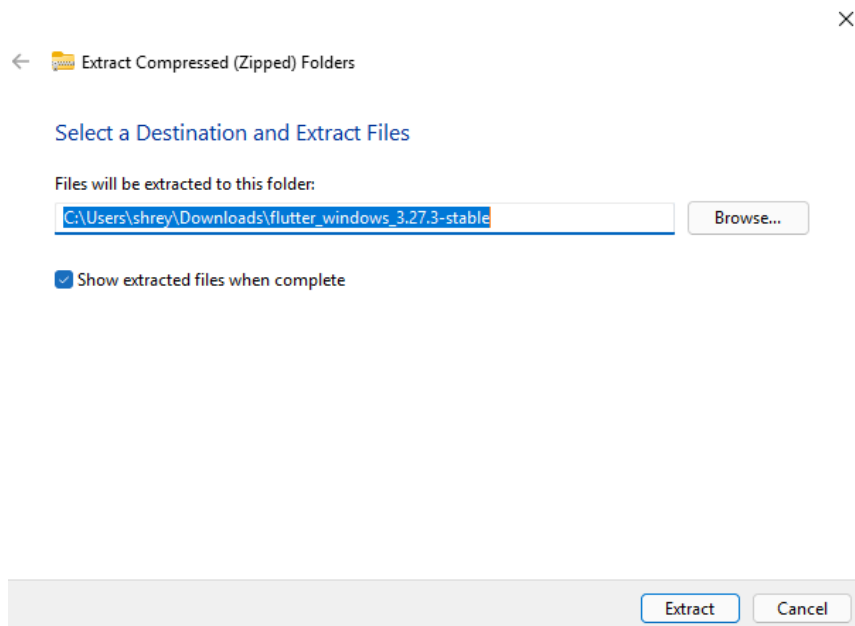 Extract Compressed (Zipped) Folders
Select a Destination and Extract Files
Files will be extracted to this folder:
C:\Users\shrey\Downloads\flutter_windows_3.27.3-stable
Browse...
Show extracted files when complete
Extract
Cancel